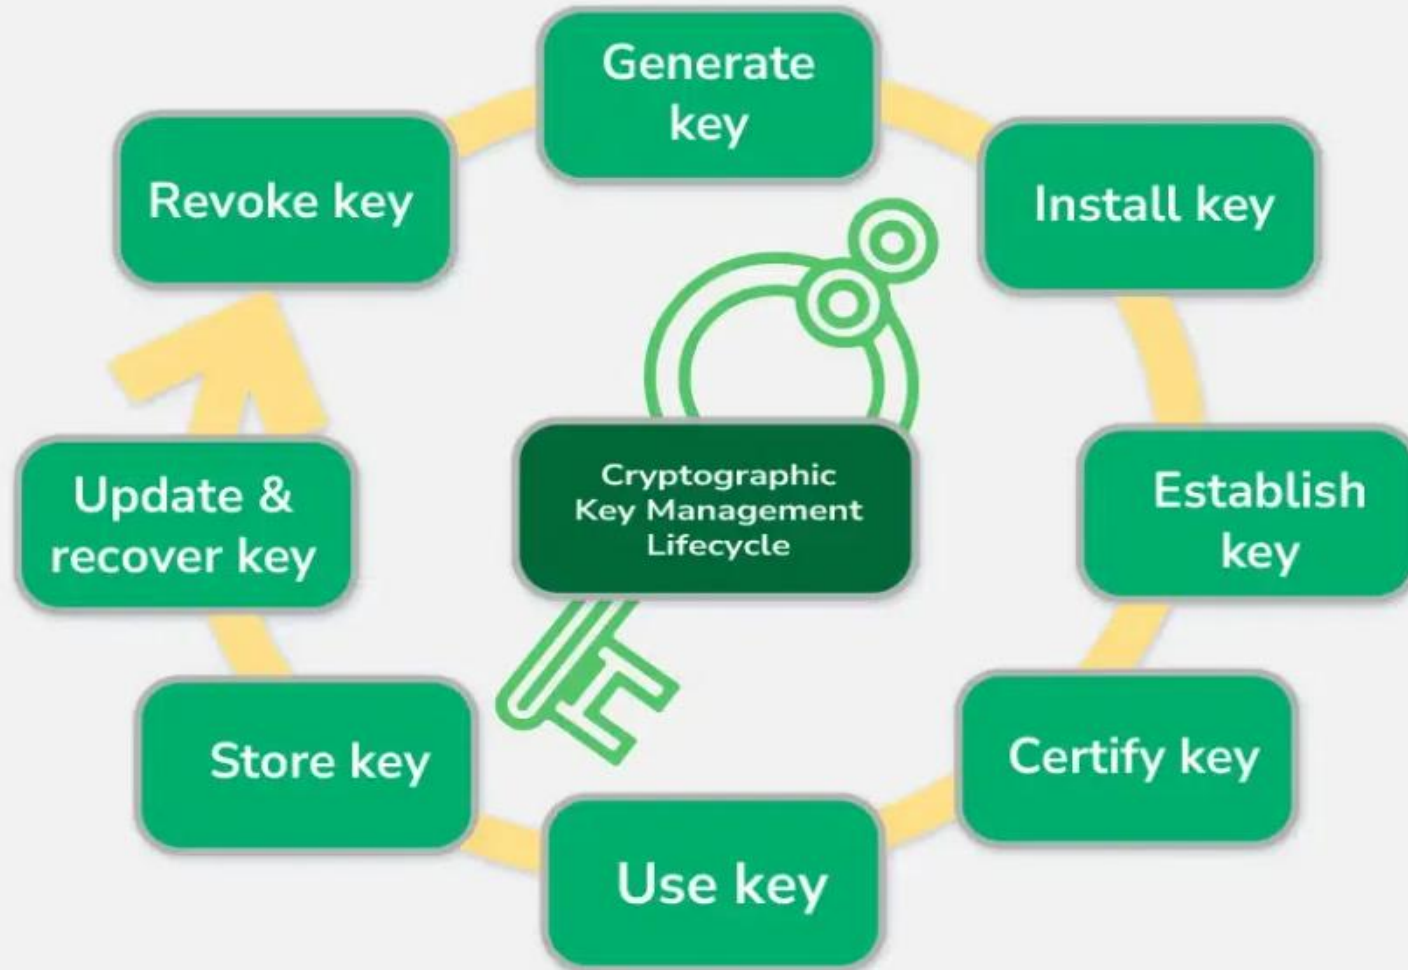 Generate
key
Install key
Establish
key
Certify key
Use key
Store key
Update &
recover key
Revoke key
Cryptographic
Key Management
Lifecycle